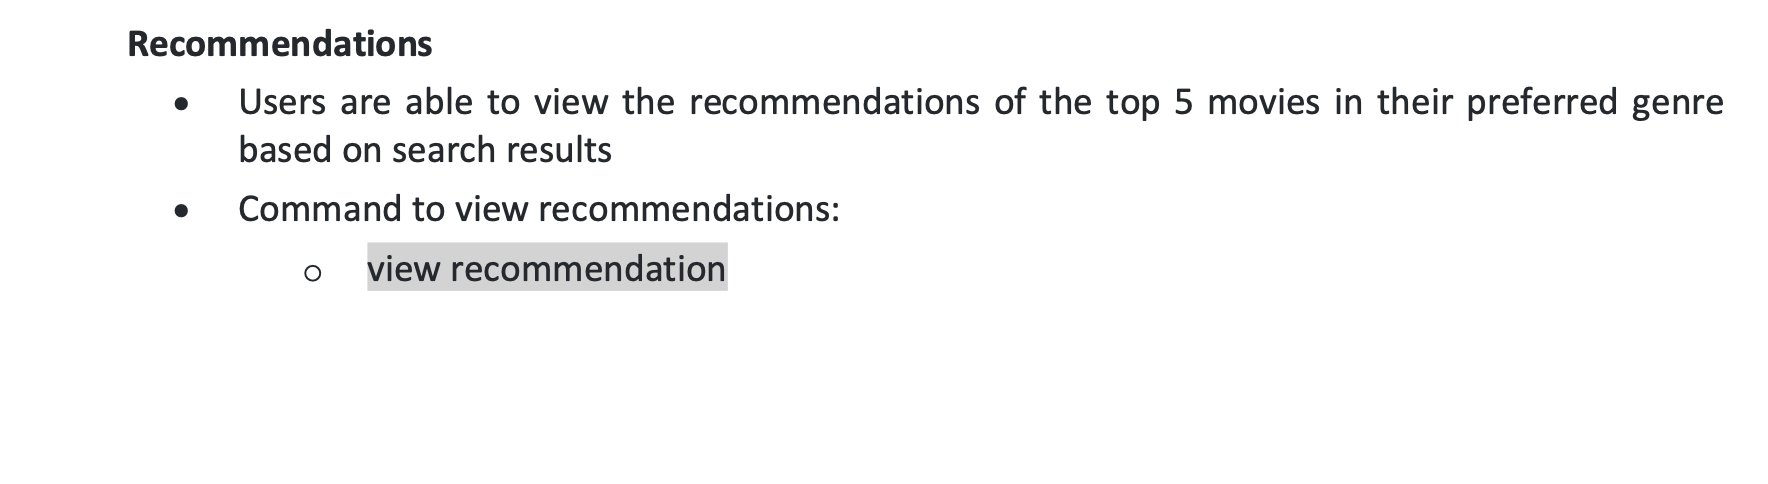 Recommendations
• Users are able to view the recommendations of the top 5 movies in their preferred genre
based on search results
• Command to view recommendations:
o view recommendation